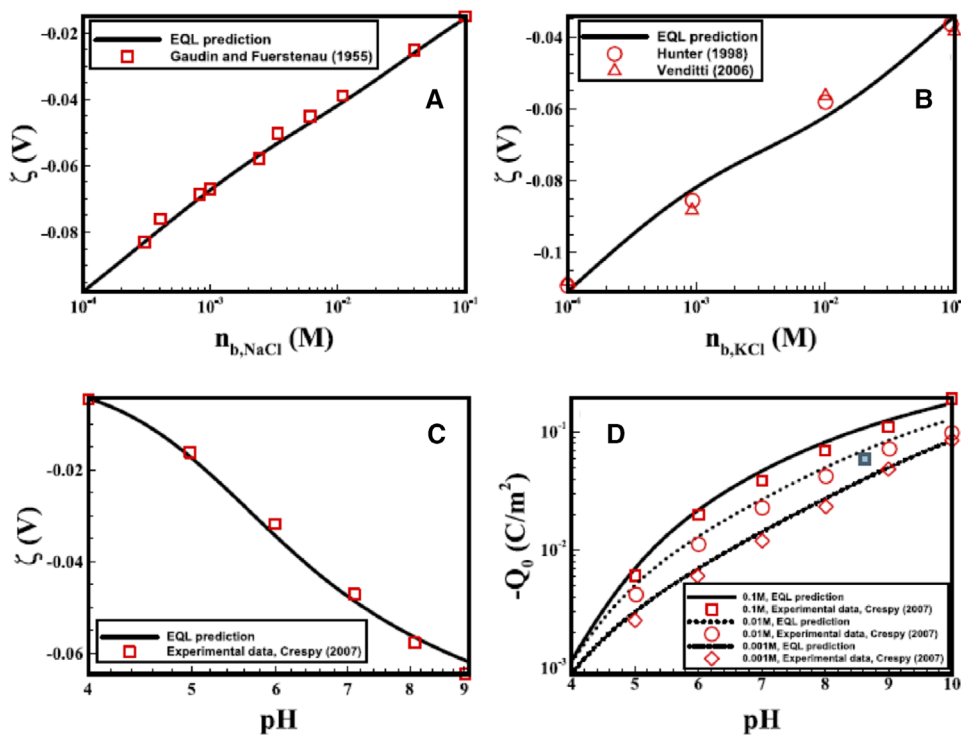 -0.02
-0.04
-0.06
-0.08
ζ (V)
EQL prediction
Gaudin and Fuerstenau (1955)
A
10⁻⁴
10⁻³
10⁻²
10⁻¹
n_b,NaCl (M)
-0.04
-0.06
-0.08
-0.1
ζ (V)
EQL prediction
Hunter (1998)
Venditti (2006)
B
10⁻⁴
10⁻³
10⁻²
10⁻¹
n_b,KCl (M)
-0.02
-0.04
-0.06
ζ (V)
C
EQL prediction
Experimental data, Crespy (2007)
4
5
6
7
8
9
pH
10⁻¹
10⁻²
10⁻³
-Q₀ (C/m²)
D
0.1M, EQL prediction
0.1M, Experimental data, Crespy (2007)
0.01M, EQL prediction
0.01M, Experimental data, Crespy (2007)
0.001M, EQL prediction
0.001M, Experimental data, Crespy (2007)
4
5
6
7
8
9
10
pH